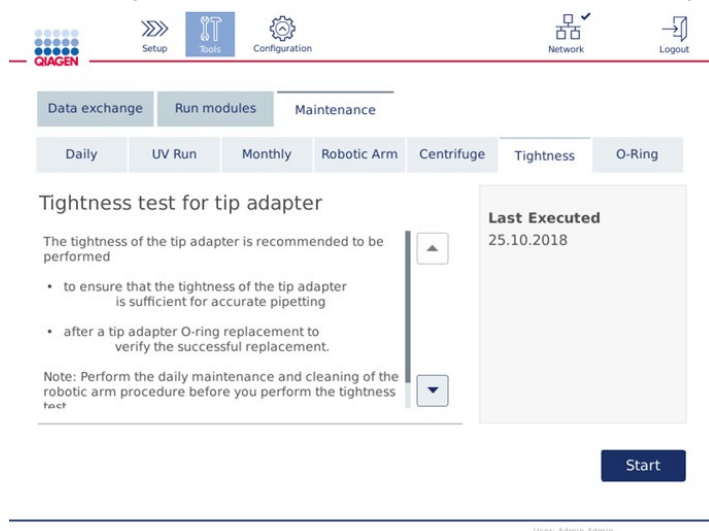 QIAGEN
Setup
Tools
Configuration
Network
Logout
Data exchange
Run modules
Maintenance
Daily
UV Run
Monthly
Robotic Arm
Centrifuge
Tightness
O-Ring
Tightness test for tip adapter
The tightness of the tip adapter is recommended to be
performed
• to ensure that the tightness of the tip adapter
is sufficient for accurate pipetting
• after a tip adapter O-ring replacement to
verify the successful replacement.
Note: Perform the daily maintenance and cleaning of the
robotic arm procedure before you perform the tightness
test
Last Executed
25.10.2018
Start
User: Admin Admin